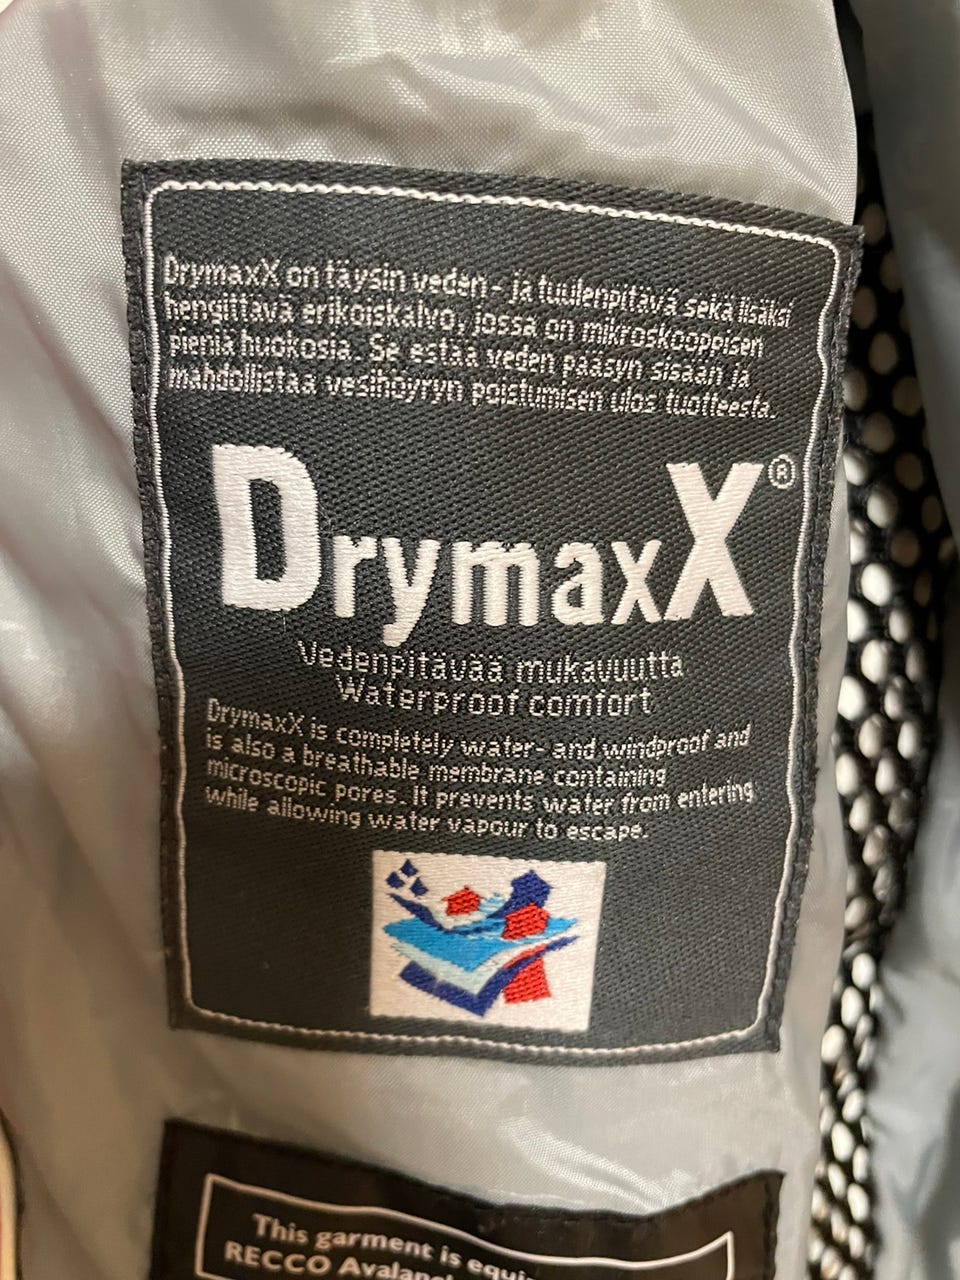 DrymaxX on täysin veden - ja tuulenpitävä sekä lisäksi
hengittävä erikoiskalvo, jossa on mikroskooppisen
pieniä huokosia. Se estää veden pääsyn sisään ja
mahdollistaa vesihöyryn poistumisen ulos tuotteesta.
DrymaxX®
Vedenpitävää mukavuutta
Waterproof comfort
DrymaxX is completely water- and windproof and
is also a breathable membrane containing
microscopic pores. It prevents water from entering
while allowing water vapour to escape.
This garment is
RECCO